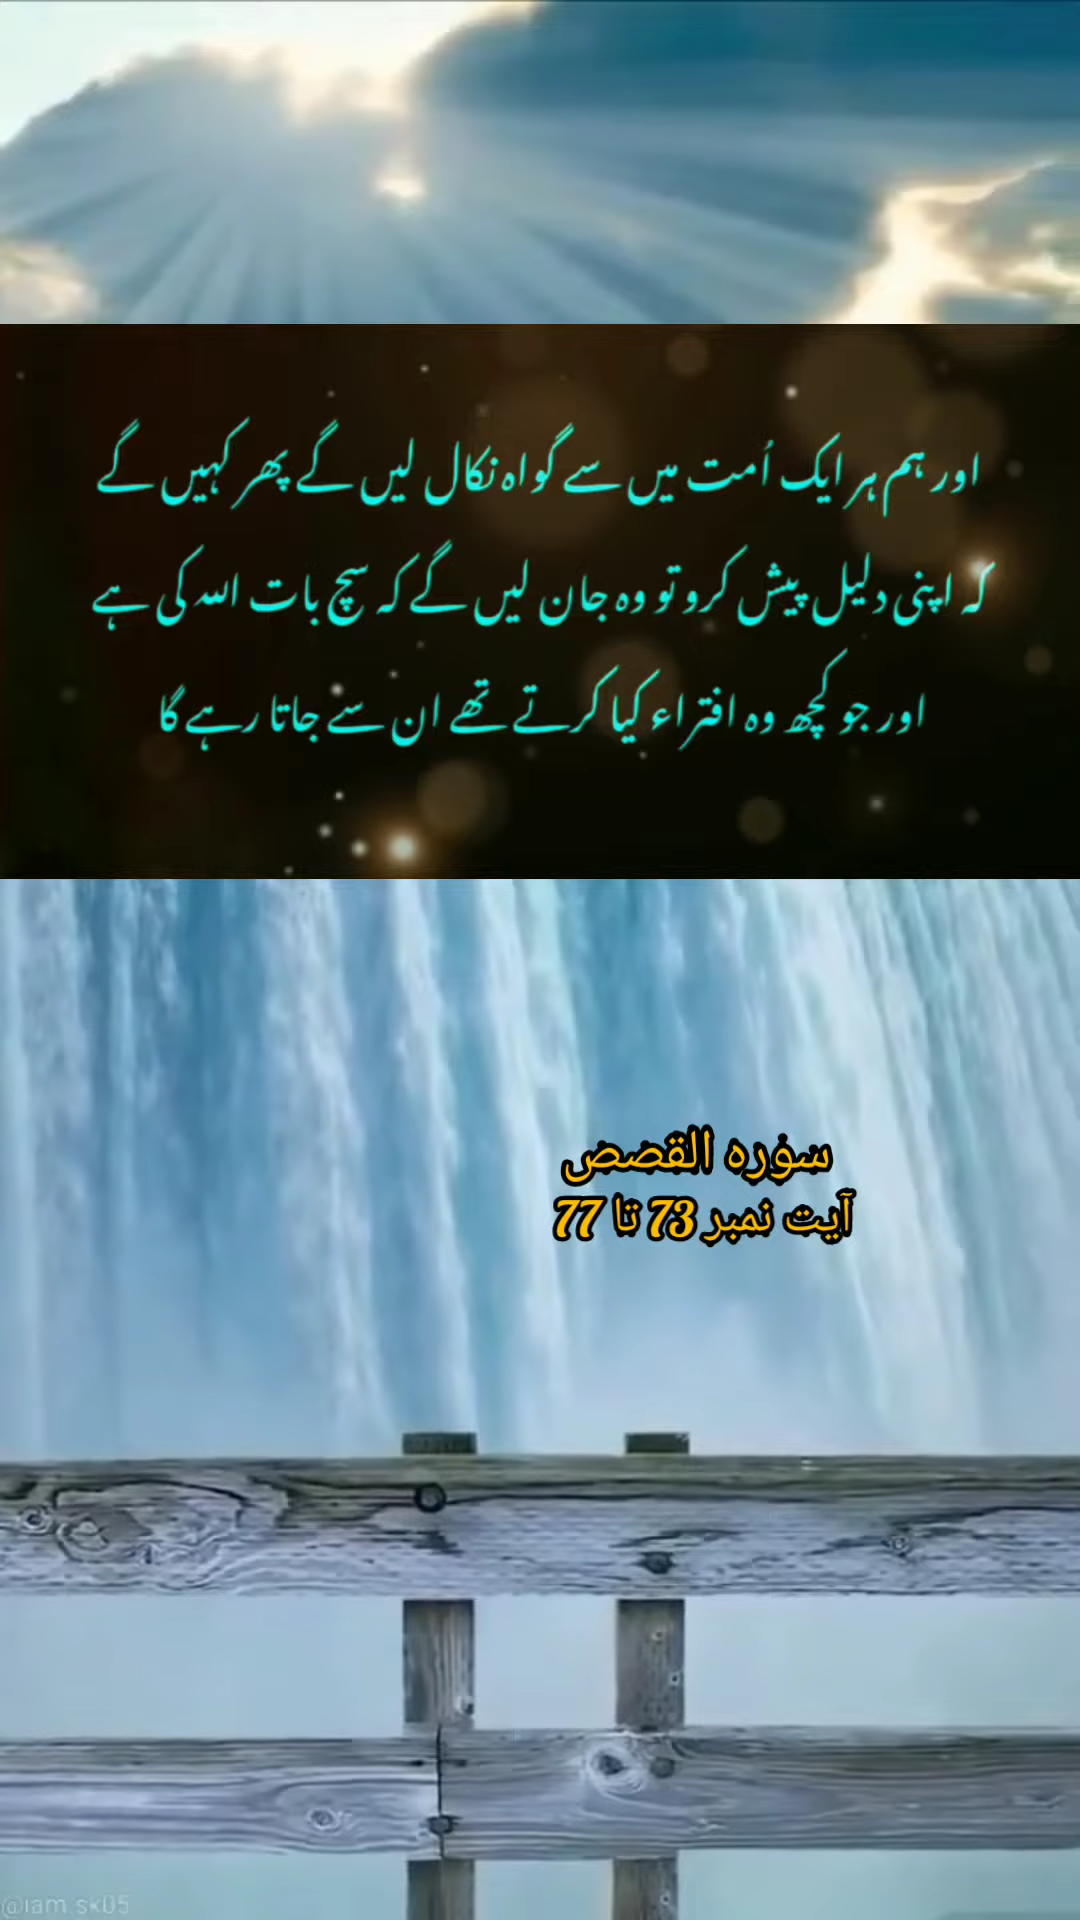 اور ہم ہر ایک اُمت میں سے گواہ نکال لیں گے پھر کہیں گے
کہ اپنی دلیل پیش کرو تو وہ جان لیں گے کہ سچ بات اللہ کی ہے
اور جو کچھ وہ افتراء کیا کرتے تھے ان سے جاتا رہے گا
سورہ القصص
آیت نمبر 73 تا 77
@iam.sk05